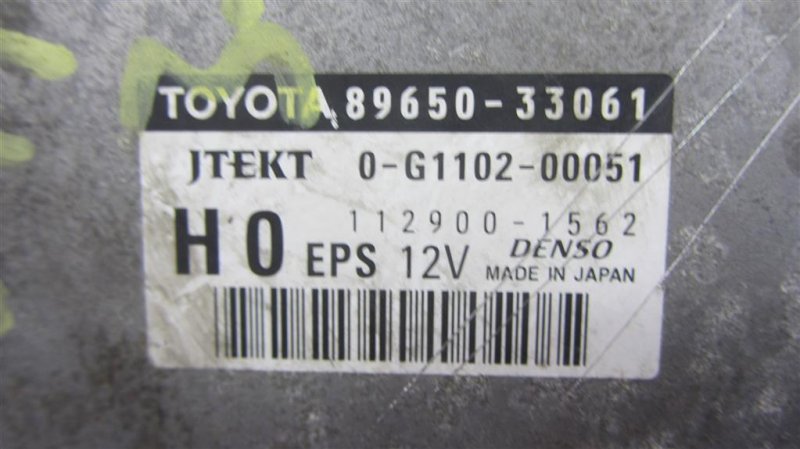 TOYOTA 89650-33061
JTEKT 0-G1102-00051
112900-1562
H0 EPS 12V DENSO
MADE IN JAPAN